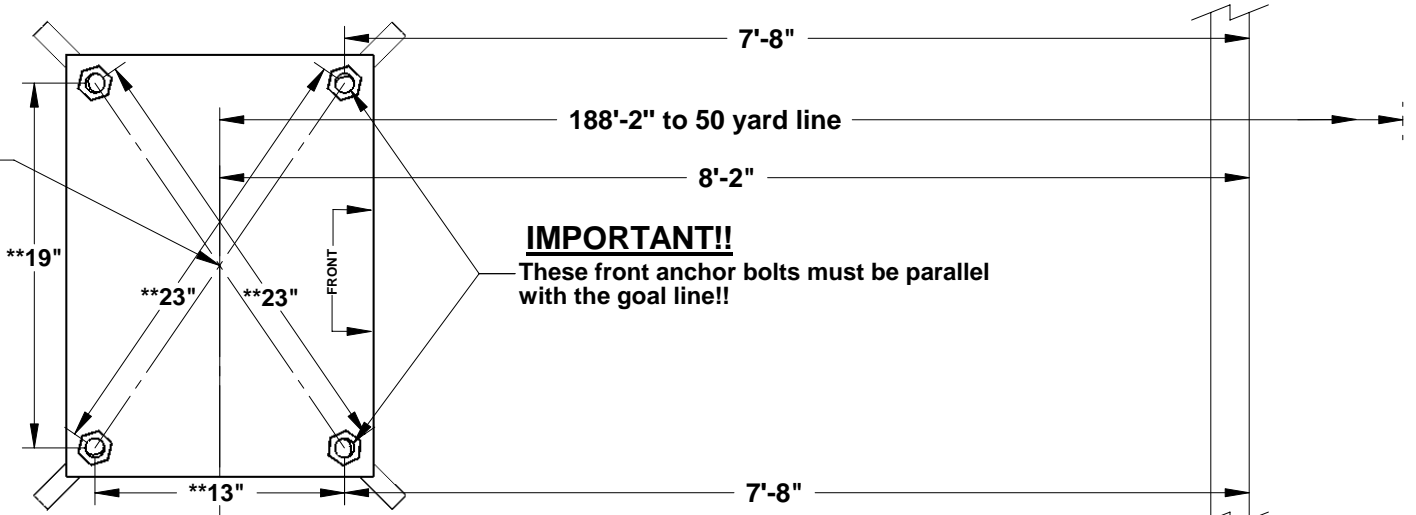 7'-8"
188'-2" to 50 yard line
8'-2"
**19"
FRONT
IMPORTANT!!
These front anchor bolts must be parallel
with the goal line!!
**23"
**23"
**13"
7'-8"